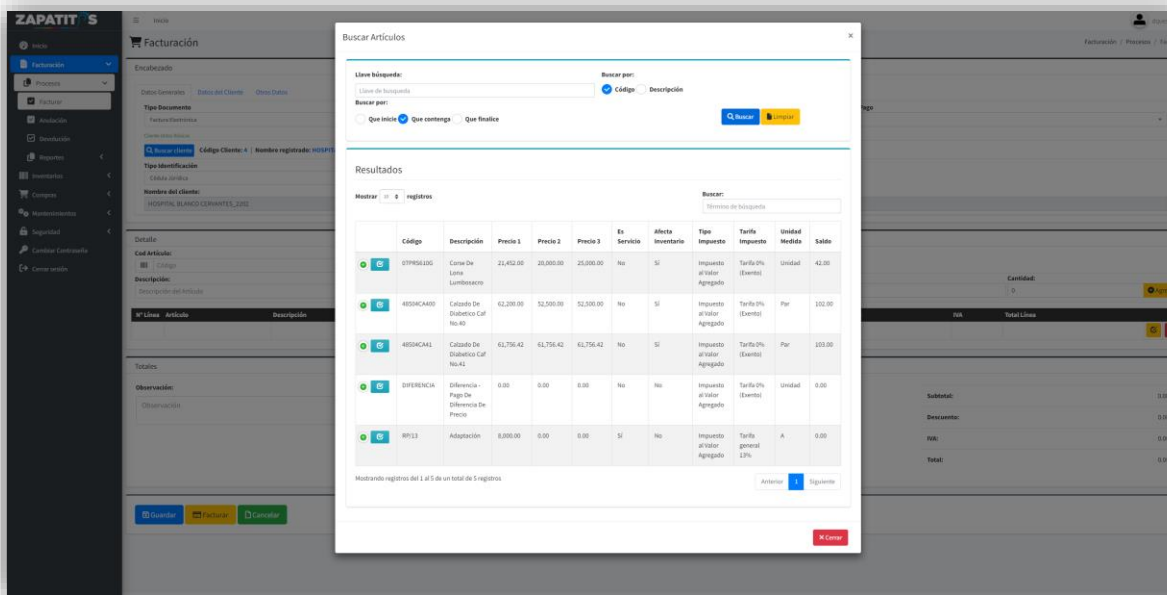 ZAPATIT S
Inicio
Inicio
Facturación
Facturación / Procesos /
Facturación
Procesos
Facturar
Anulación
Devolución
Reportes
Inventarios
Compras
Mantenimientos
Seguridad
Cambiar Contraseña
Cerrar sesión
Encabezado
Datos Generales Datos del Cliente Otros Datos
Tipo Documento
Factura Electrónica
Buscar cliente Código Cliente: 4 | Nombre registrado: HOSPIT
Tipo Identificación
Cédula Jurídica
Nombre del cliente:
HOSPITAL BLANCO CERVANTES_2202
Detalle
Cod Artículo:
Código
Descripción:
Descripción del Artículo
Cantidad:
0
N° Línea Artículo Descripción IVA Total Línea
Totales
Observación:
Observación
Subtotal:
Descuento:
IVA:
Total:
Guardar Facturar Cancelar
Buscar Artículos ×
Llave búsqueda:
Llave de busqueda
Buscar por:
Código Descripción
Buscar por:
Que inicie Que contenga Que finalice
Buscar Limpiar
Resultados
Mostrar registros
Buscar:
Término de búsqueda
Código Descripción Precio 1 Precio 2 Precio 3 Es Servicio Afecta Inventario Tipo Impuesto Tarifa Impuesto Unidad Medida Saldo
0TPR5610G Corse De Lona Lumbosacro 21,452.00 20,000.00 25,000.00 No Sí Impuesto al Valor Agregado Tarifa 0% (Exento) Unidad 42.00
48504CA400 Calzado De Diabetico Caf No.40 62,200.00 52,500.00 52,500.00 No Sí Impuesto al Valor Agregado Tarifa 0% (Exento) Par 102.00
48504CA41 Calzado De Diabetico Caf No.41 61,756.42 61,756.42 61,756.42 No Sí Impuesto al Valor Agregado Tarifa 0% (Exento) Par 103.00
DIFERENCIA Diferencia - Pago De Diferencia De Precio 0.00 0.00 0.00 No No Impuesto al Valor Agregado Tarifa 0% (Exento) Unidad 0.00
RP/13 Adaptación 8,000.00 0.00 0.00 Sí No Impuesto al Valor Agregado Tarifa general 13% A 0.00
Mostrando registros del 1 al 5 de un total de 5 registros
Anterior 1 Siguiente
Cerrar